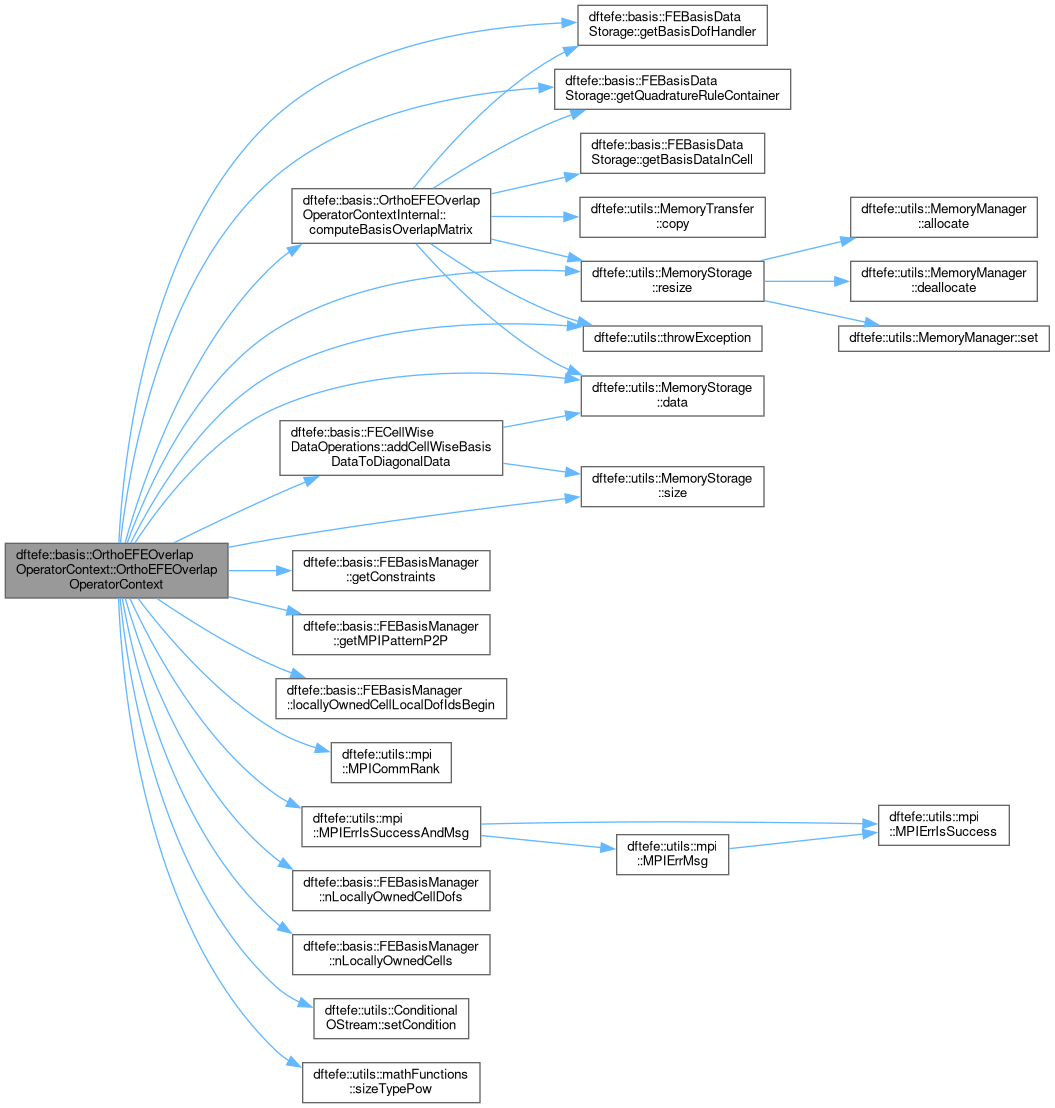 dftefe::basis::FEBasisData
Storage::getBasisDofHandler
dftefe::basis::FEBasisData
Storage::getQuadratureRuleContainer
dftefe::basis::FEBasisData
Storage::getBasisDataInCell
dftefe::basis::OrthoEFEOverlap
OperatorContextInternal::
computeBasisOverlapMatrix
dftefe::utils::MemoryTransfer
::copy
dftefe::utils::MemoryManager
::allocate
dftefe::utils::MemoryStorage
::resize
dftefe::utils::MemoryManager
::deallocate
dftefe::utils::throwException
dftefe::utils::MemoryManager::set
dftefe::utils::MemoryStorage
::data
dftefe::basis::FECellWise
DataOperations::addCellWiseBasis
DataToDiagonalData
dftefe::utils::MemoryStorage
::size
dftefe::basis::OrthoEFEOverlap
OperatorContext::OrthoEFEOverlap
OperatorContext
dftefe::basis::FEBasisManager
::getConstraints
dftefe::basis::FEBasisManager
::getMPIPatternP2P
dftefe::basis::FEBasisManager
::locallyOwnedCellLocalDofIdsBegin
dftefe::utils::mpi
::MPICommRank
dftefe::utils::mpi
::MPIErrIsSuccessAndMsg
dftefe::utils::mpi
::MPIErrMsg
dftefe::utils::mpi
::MPIErrIsSuccess
dftefe::basis::FEBasisManager
::nLocallyOwnedCellDofs
dftefe::basis::FEBasisManager
::nLocallyOwnedCells
dftefe::utils::Conditional
OStream::setCondition
dftefe::utils::mathFunctions
::sizeTypePow